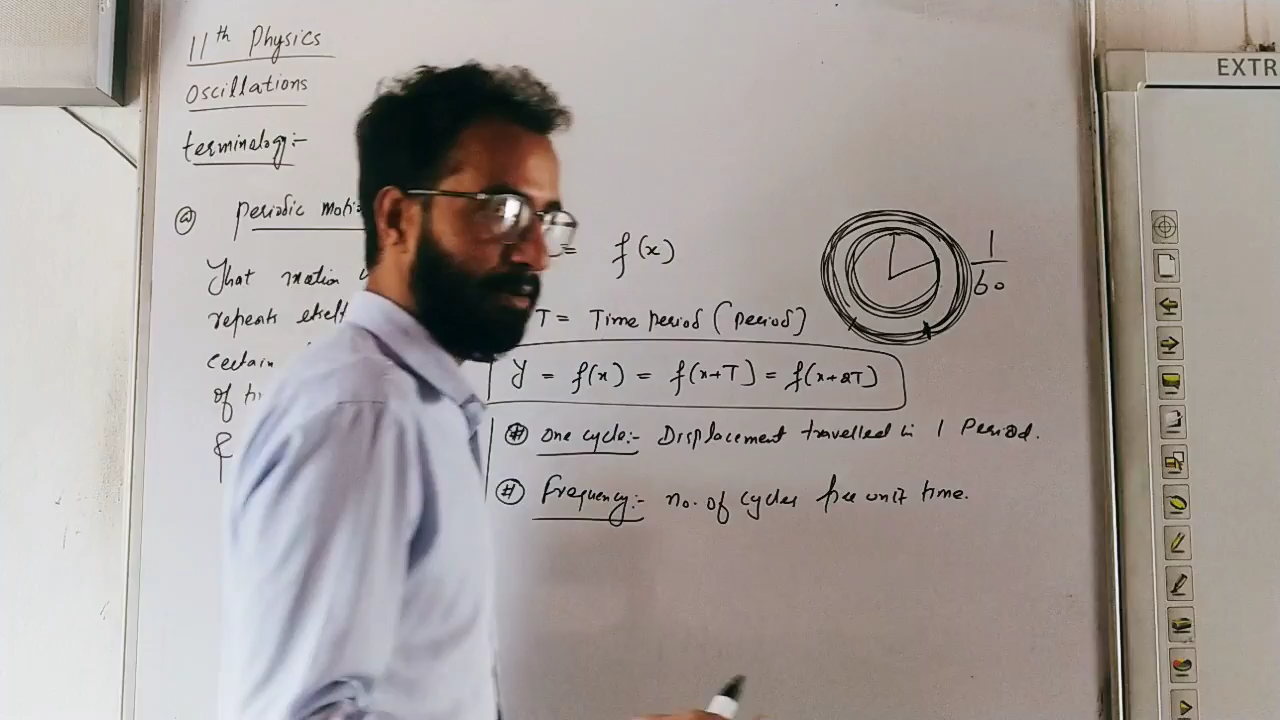 11th Physics
Oscillations
terminology:-
(a) periodic moti
That motion
repeats itself
certain
of ti
&
= f(x)
T = Time period (period)
y = f(x) = f(x+T) = f(x+2T)
# One cycle:- Displacement travelled in 1 Period.
# Frequency:- no. of cycles per unit time.
1
60
EXTR